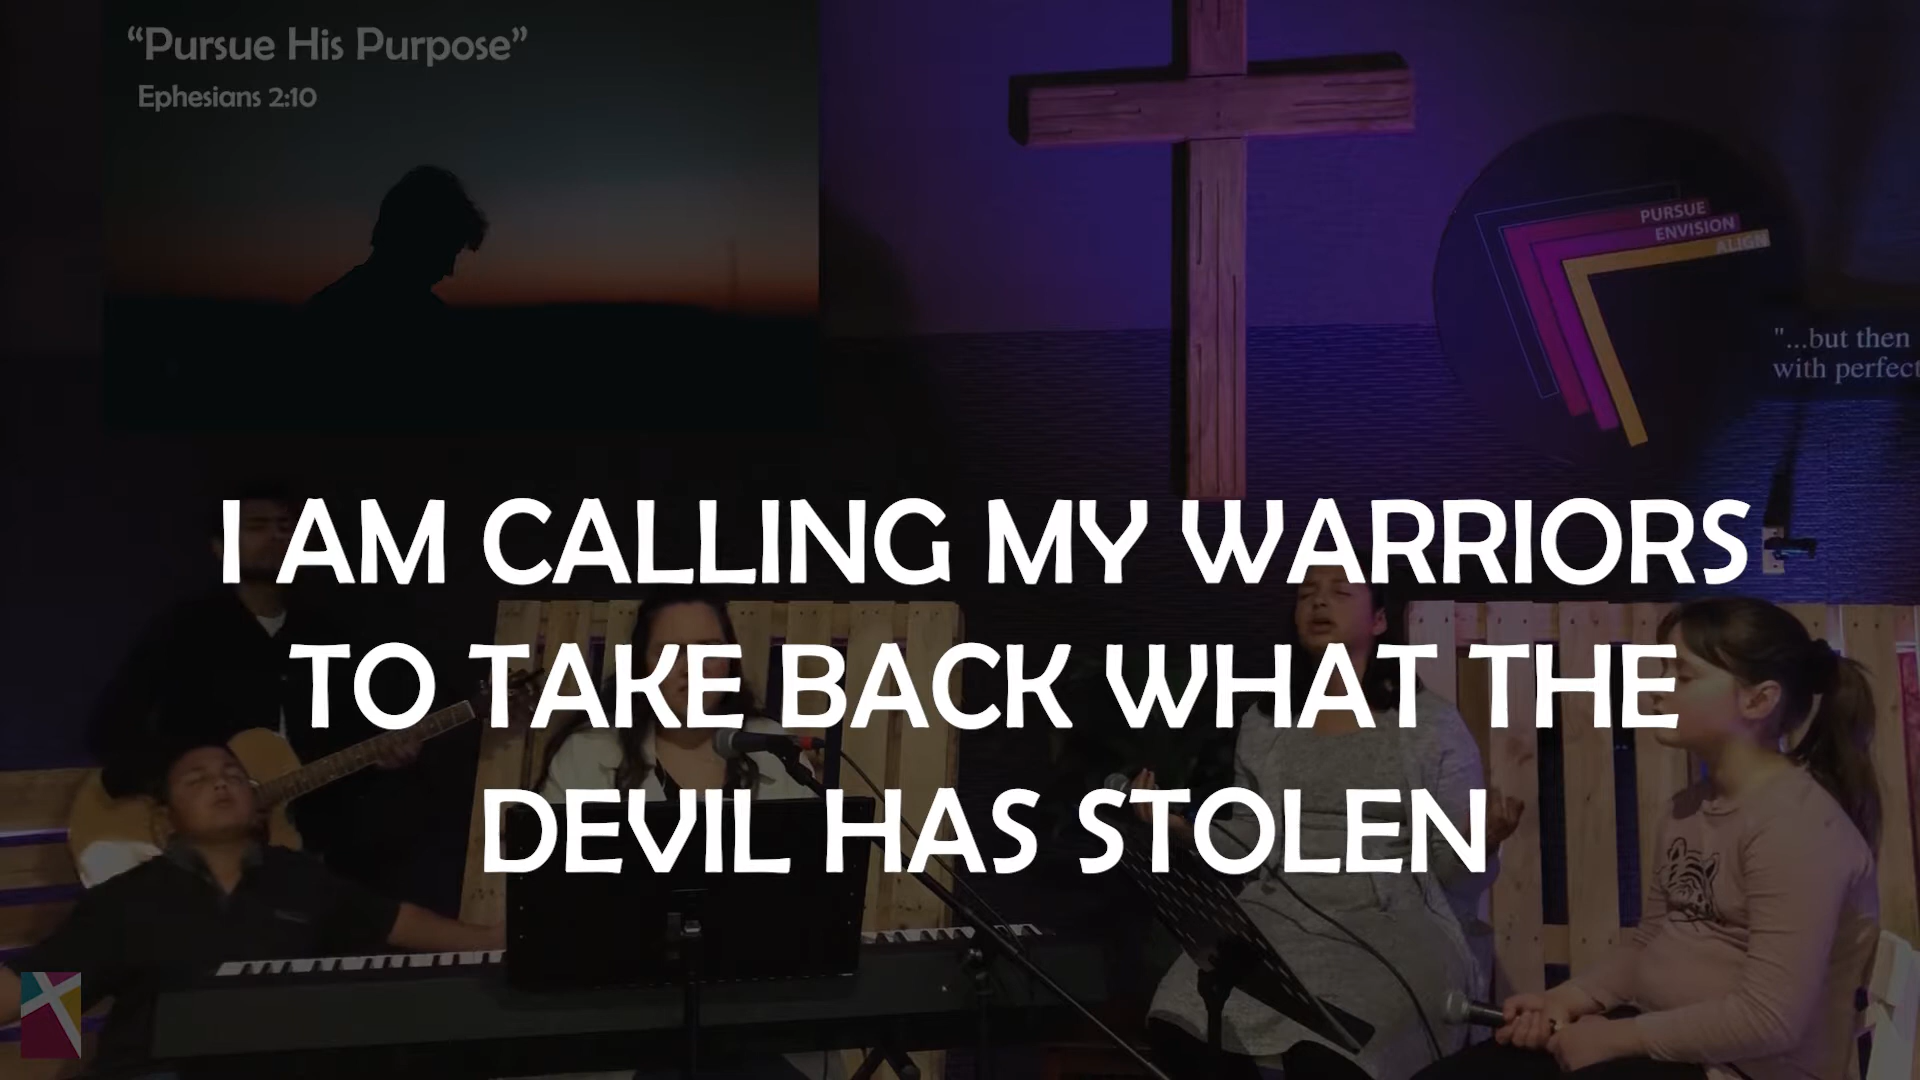 “Pursue His Purpose”
Ephesians 2:10
PURSUE
ENVISION
ALIGN
"...but then
with perfect
I AM CALLING MY WARRIORS
TO TAKE BACK WHAT THE
DEVIL HAS STOLEN